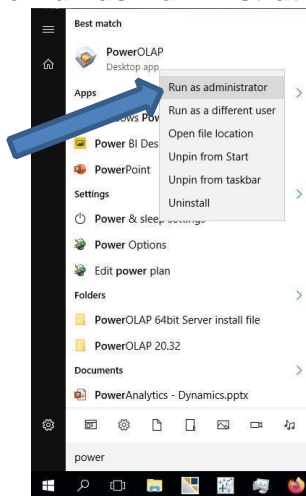 Best match
PowerOLAP
Desktop app
Run as administrator
Apps
Run as a different user
Open file location
Power BI Des
Unpin from Start
PowerPoint
Unpin from taskbar
Settings
Uninstall
Power & sleep settings
Power Options
Edit power plan
Folders
PowerOLAP 64bit Server install file
PowerOLAP 20.32
Documents
PowerAnalytics - Dynamics.pptx
power